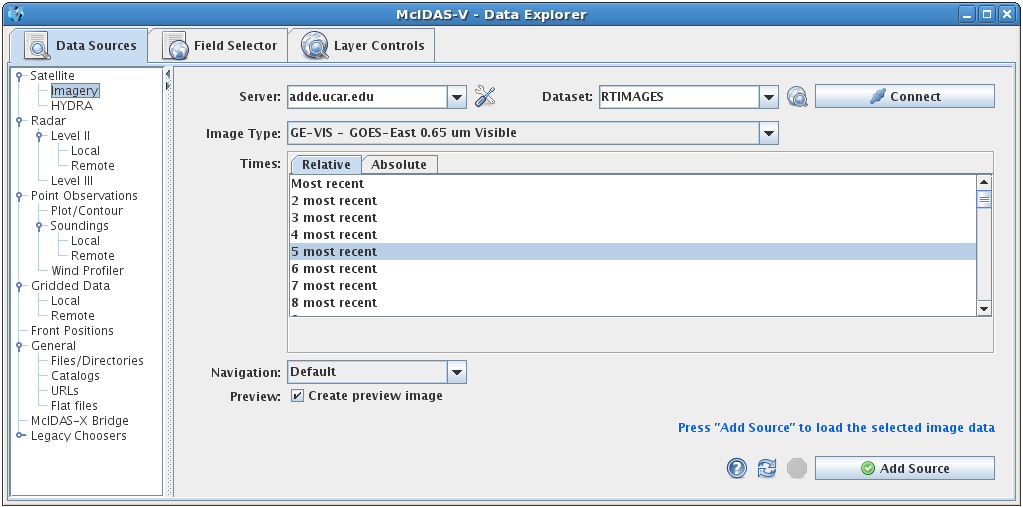 McIDAS-V - Data Explorer
Data Sources
Field Selector
Layer Controls
Satellite
Imagery
HYDRA
Radar
Level II
Local
Remote
Level III
Point Observations
Plot/Contour
Soundings
Local
Remote
Wind Profiler
Gridded Data
Local
Remote
Front Positions
General
Files/Directories
Catalogs
URLs
Flat files
McIDAS-X Bridge
Legacy Choosers
Server: adde.ucar.edu
Dataset: RTIMAGES
Connect
Image Type: GE-VIS - GOES-East 0.65 um Visible
Times:
Relative
Absolute
Most recent
2 most recent
3 most recent
4 most recent
5 most recent
6 most recent
7 most recent
8 most recent
Navigation: Default
Preview: Create preview image
Press "Add Source" to load the selected image data
Add Source